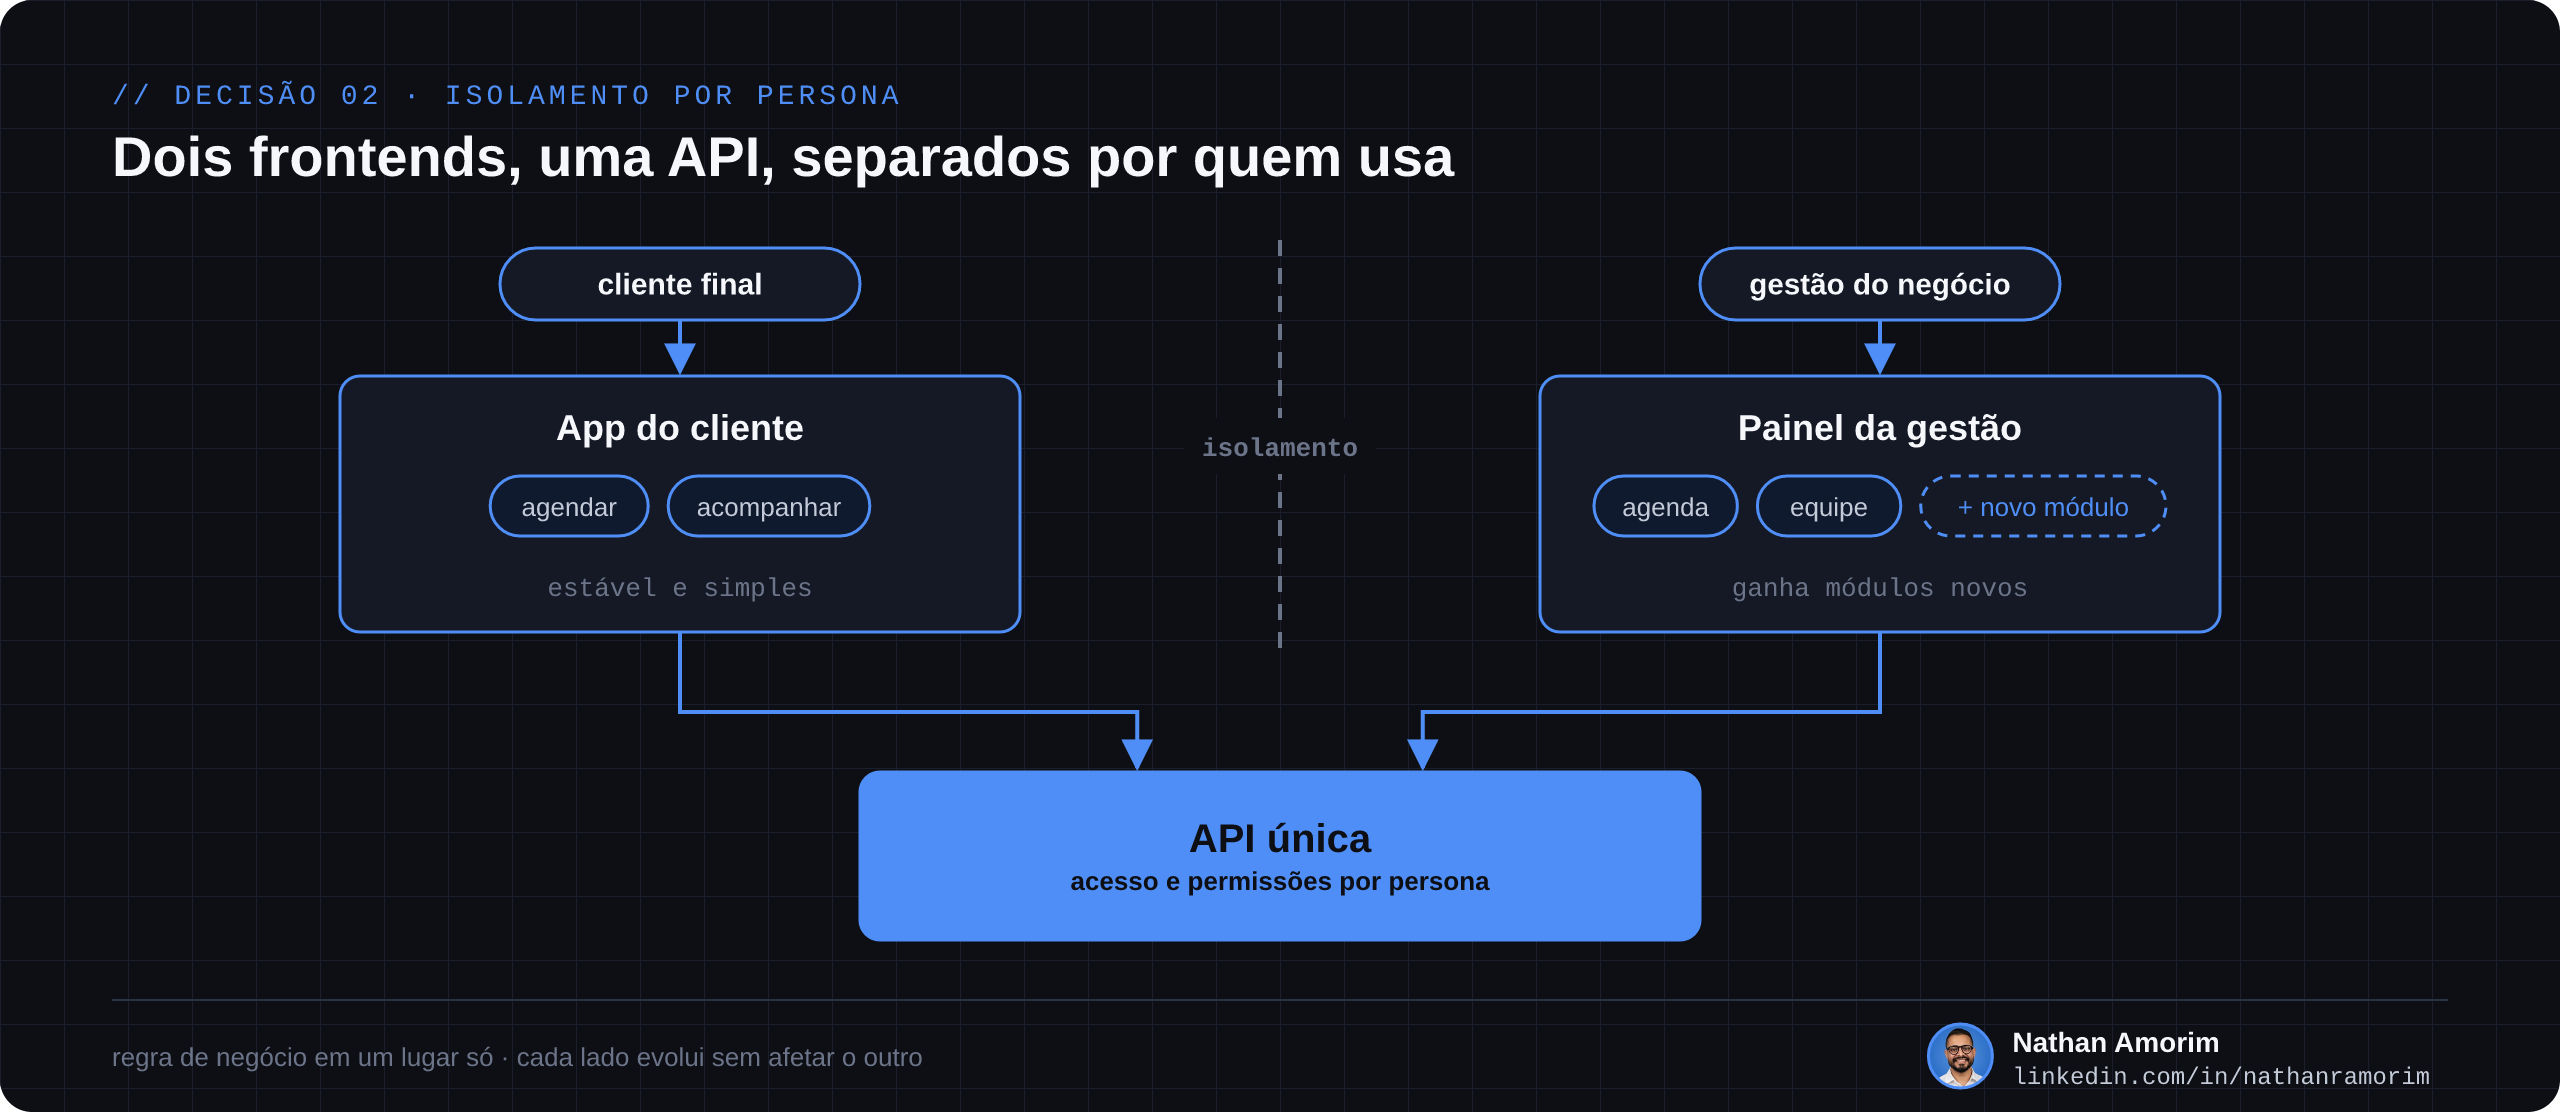 // DECISÃO 02 · ISOLAMENTO POR PERSONA
Dois frontends, uma API, separados por quem usa
cliente final
gestão do negócio
App do cliente
agendar
acompanhar
estável e simples
isolamento
Painel da gestão
agenda
equipe
+ novo módulo
ganha módulos novos
API única
acesso e permissões por persona
regra de negócio em um lugar só · cada lado evolui sem afetar o outro
Nathan Amorim
linkedin.com/in/nathanramorim